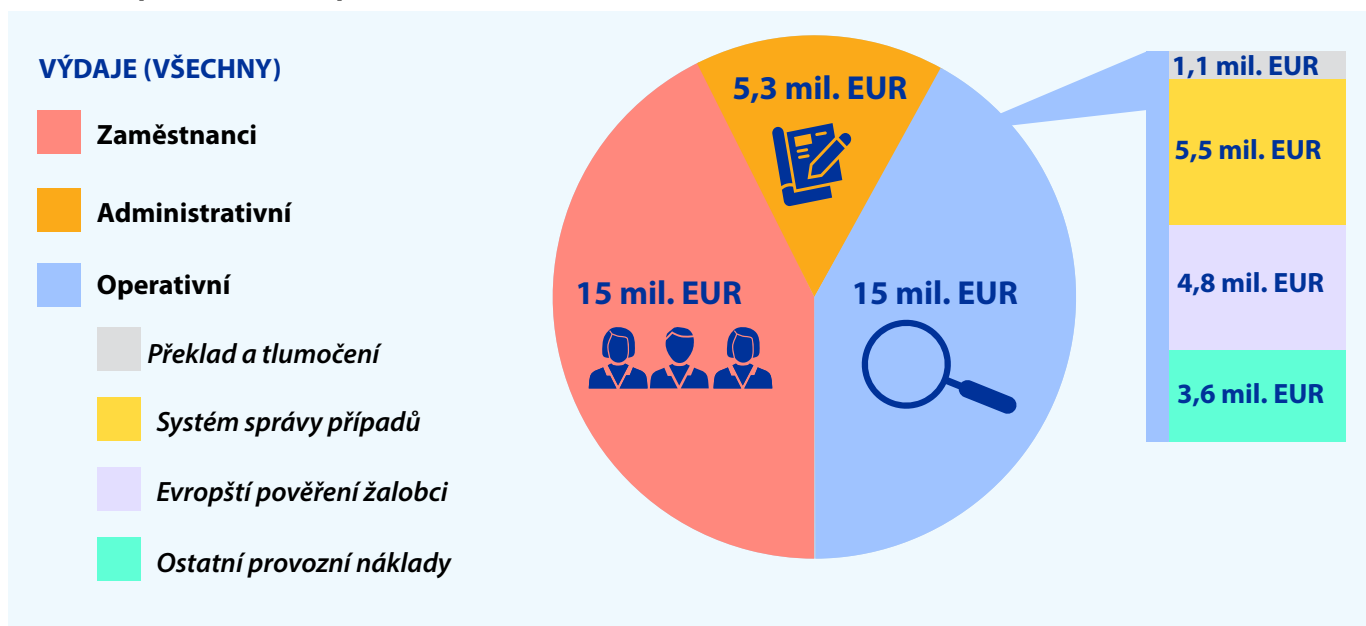 VÝDAJE (VŠECHNY)
Zaměstnanci
Administrativní
Operativní
Překlad a tlumočení
Systém správy případů
Evropští pověření žalobci
Ostatní provozní náklady
5,3 mil. EUR
15 mil. EUR
15 mil. EUR
1,1 mil. EUR
5,5 mil. EUR
4,8 mil. EUR
3,6 mil. EUR